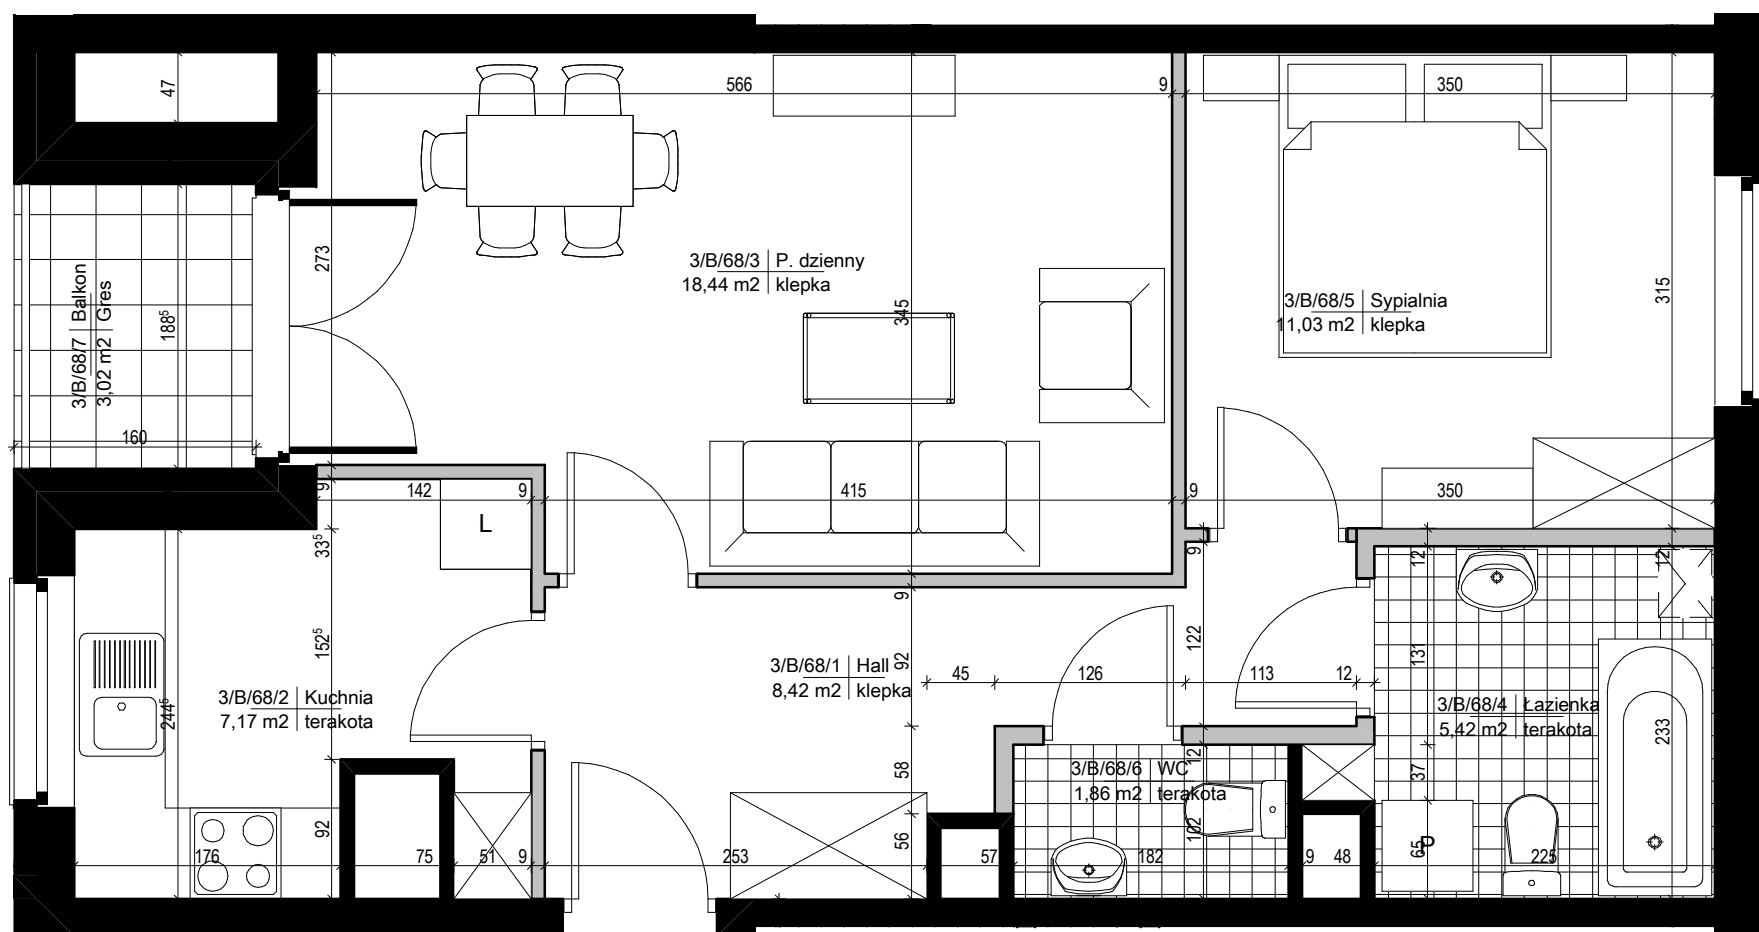 47
566
9
350
3/B/68/3 P. dzienny
18,44 m2 klepka
273
345
3/B/68/5 Sypialnia
11,03 m2 klepka
315
3/B/68/7 Balkon
3,02 m2 Gres
188⁵
160
9
142
9
L
415
9
350
33⁵
9
9
12
12
152⁵
92
122
131
3/B/68/1 Hall
8,42 m2 klepka
45
126
113
12
3/B/68/2 Kuchnia
7,17 m2 terakota
244⁵
3/B/68/4 Łazienka
5,42 m2 terakota
233
58
12
37
3/B/68/6 WC
1,86 m2 terakota
92
56
102
65
P
176
75
51
9
253
57
182
9
48
225